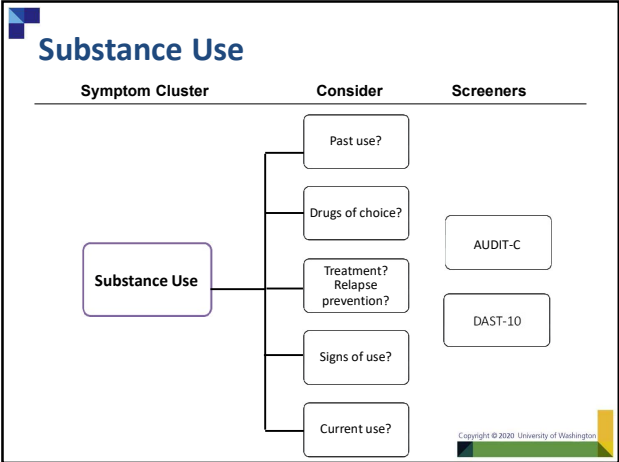 Substance Use
Symptom Cluster Consider Screeners
Past use?
Drugs of choice?
AUDIT-C
Substance Use
Treatment?
Relapse
prevention?
DAST-10
Signs of use?
Current use?
Copyright © 2020 University of Washington